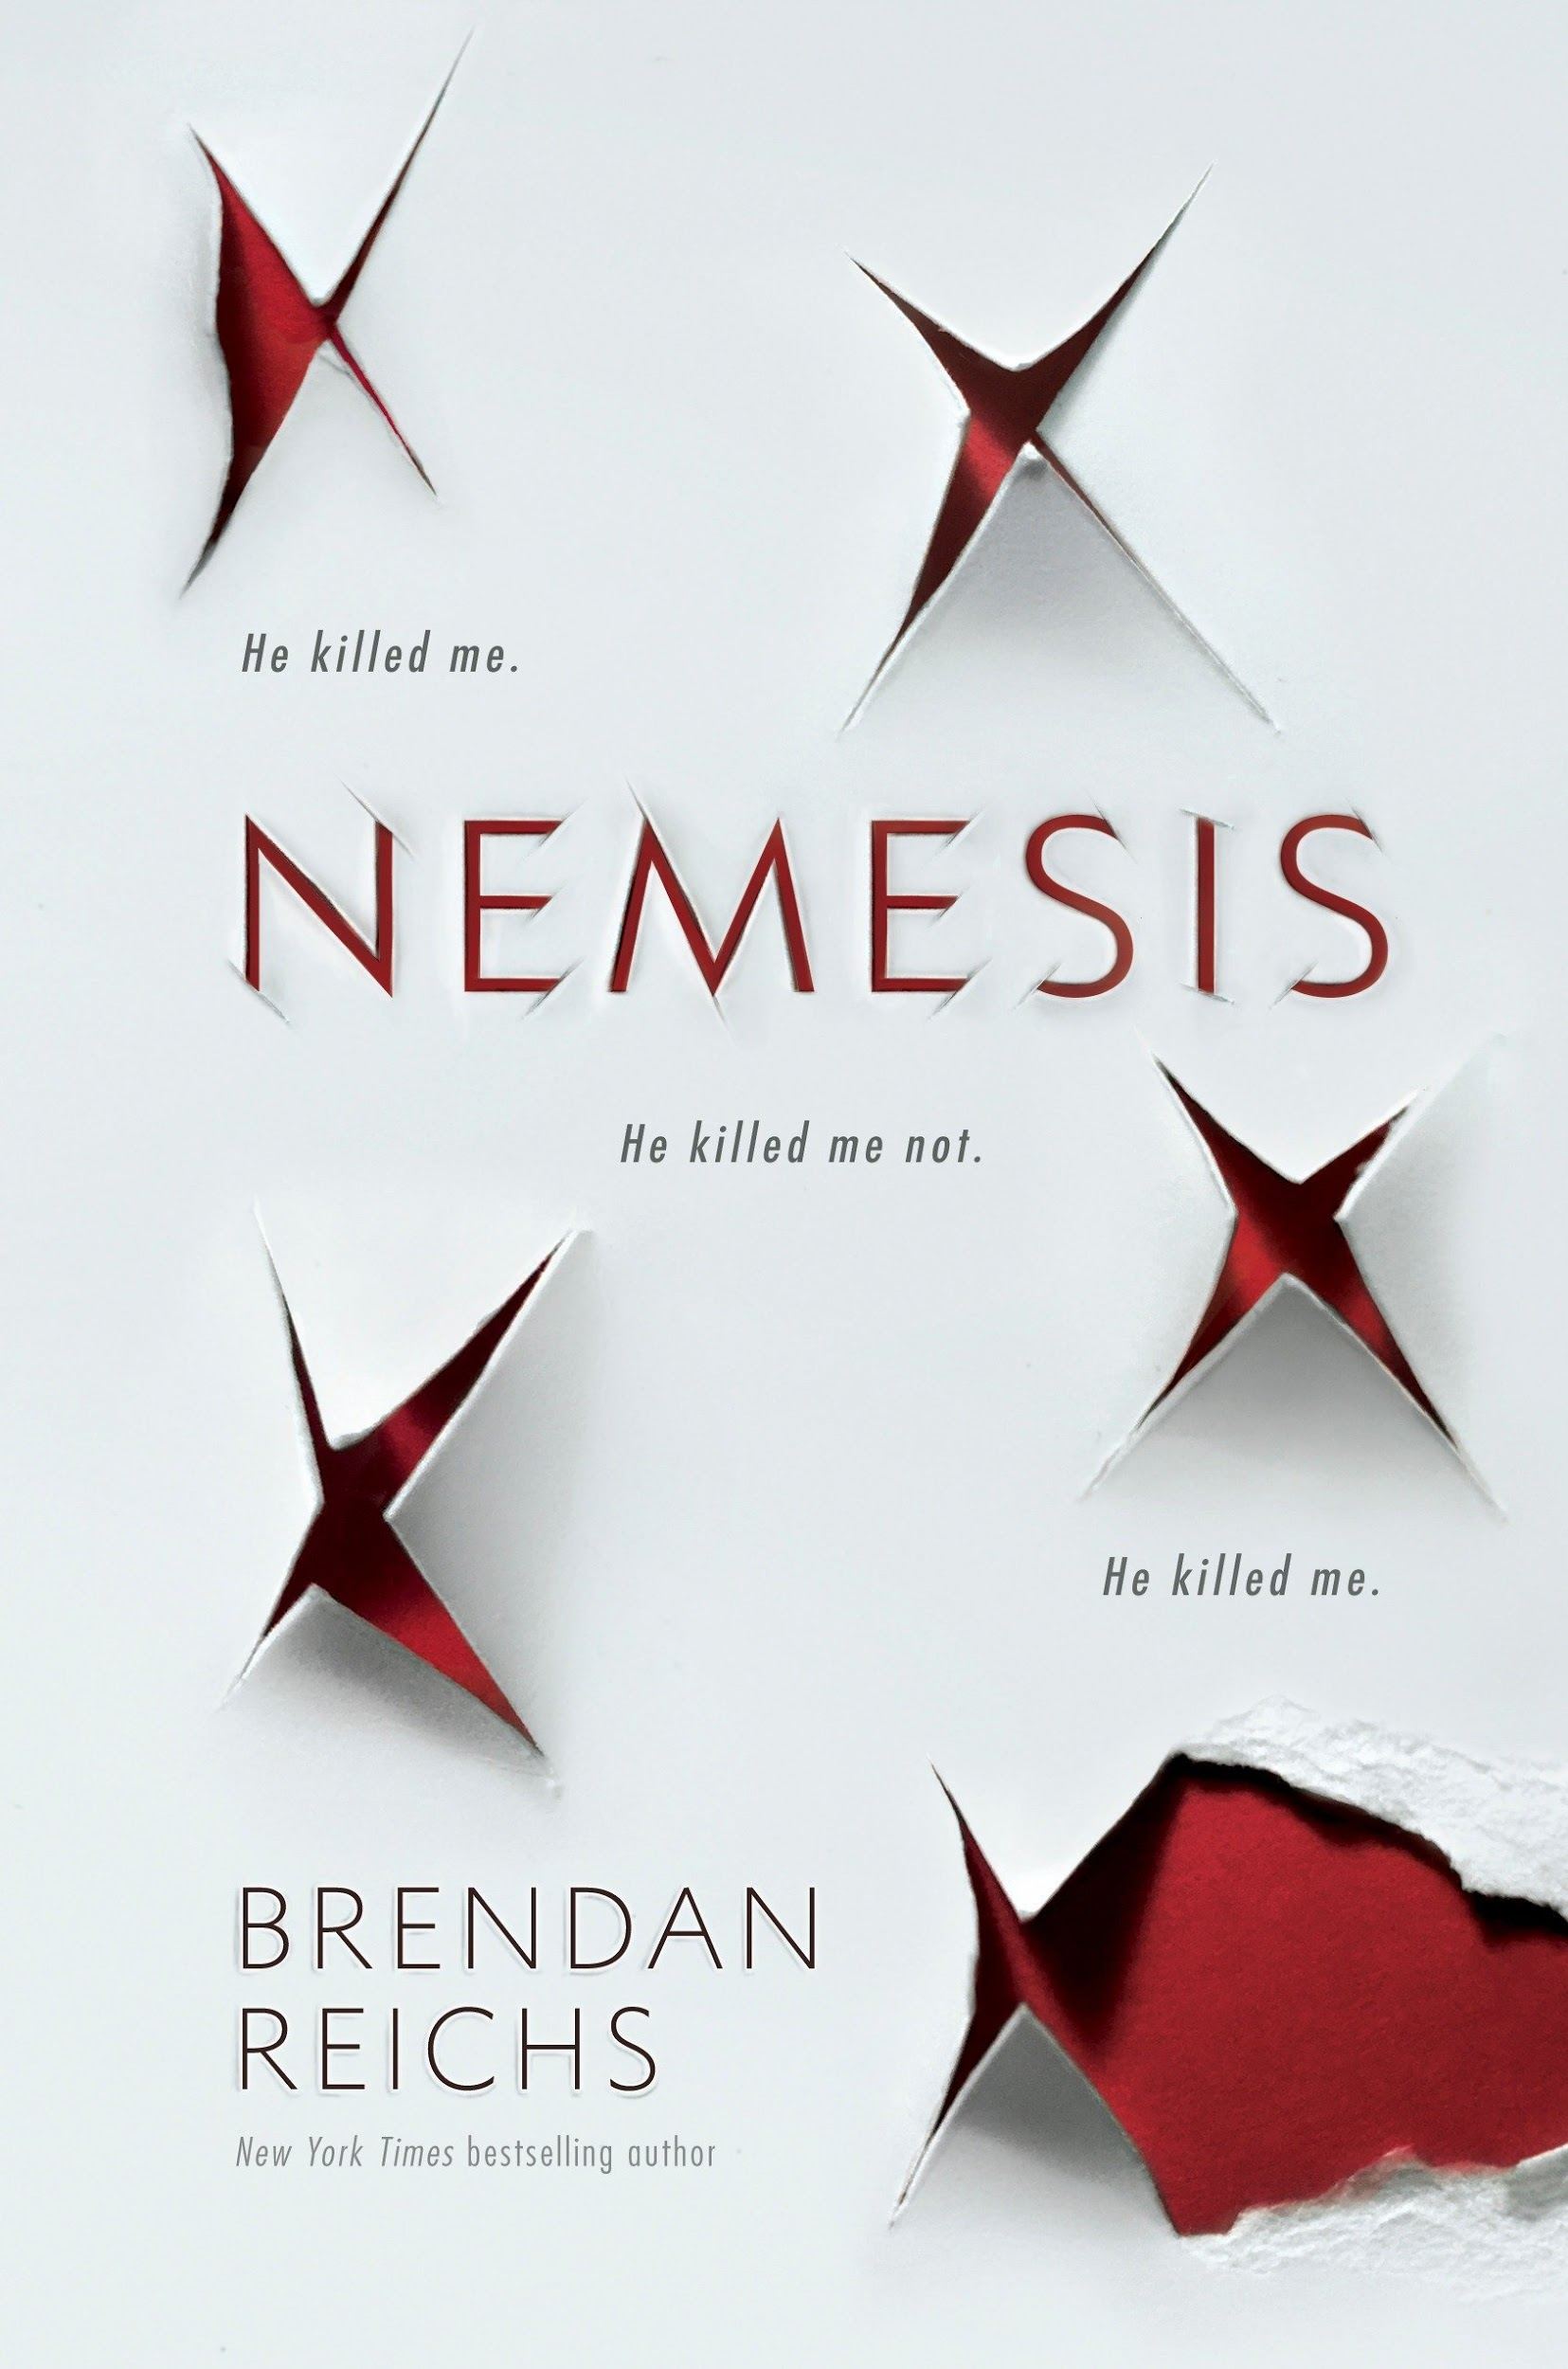 He killed me.
NEMESIS
He killed me not.
He killed me.
BRENDAN
REICHS
New York Times bestselling author